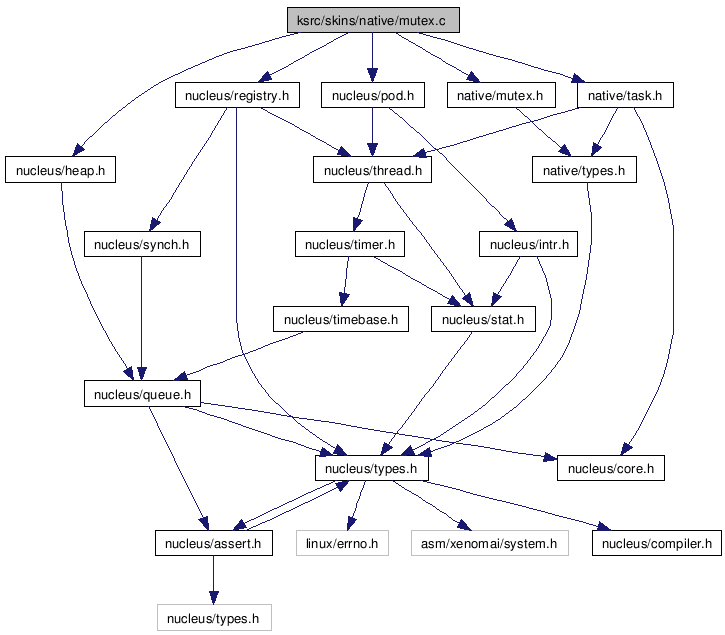 ksrc/skins/native/mutex.c
nucleus/registry.h
nucleus/pod.h
native/mutex.h
native/task.h
nucleus/heap.h
nucleus/thread.h
native/types.h
nucleus/synch.h
nucleus/timer.h
nucleus/intr.h
nucleus/timebase.h
nucleus/stat.h
nucleus/queue.h
nucleus/types.h
nucleus/core.h
nucleus/assert.h
linux/errno.h
asm/xenomai/system.h
nucleus/compiler.h
nucleus/types.h